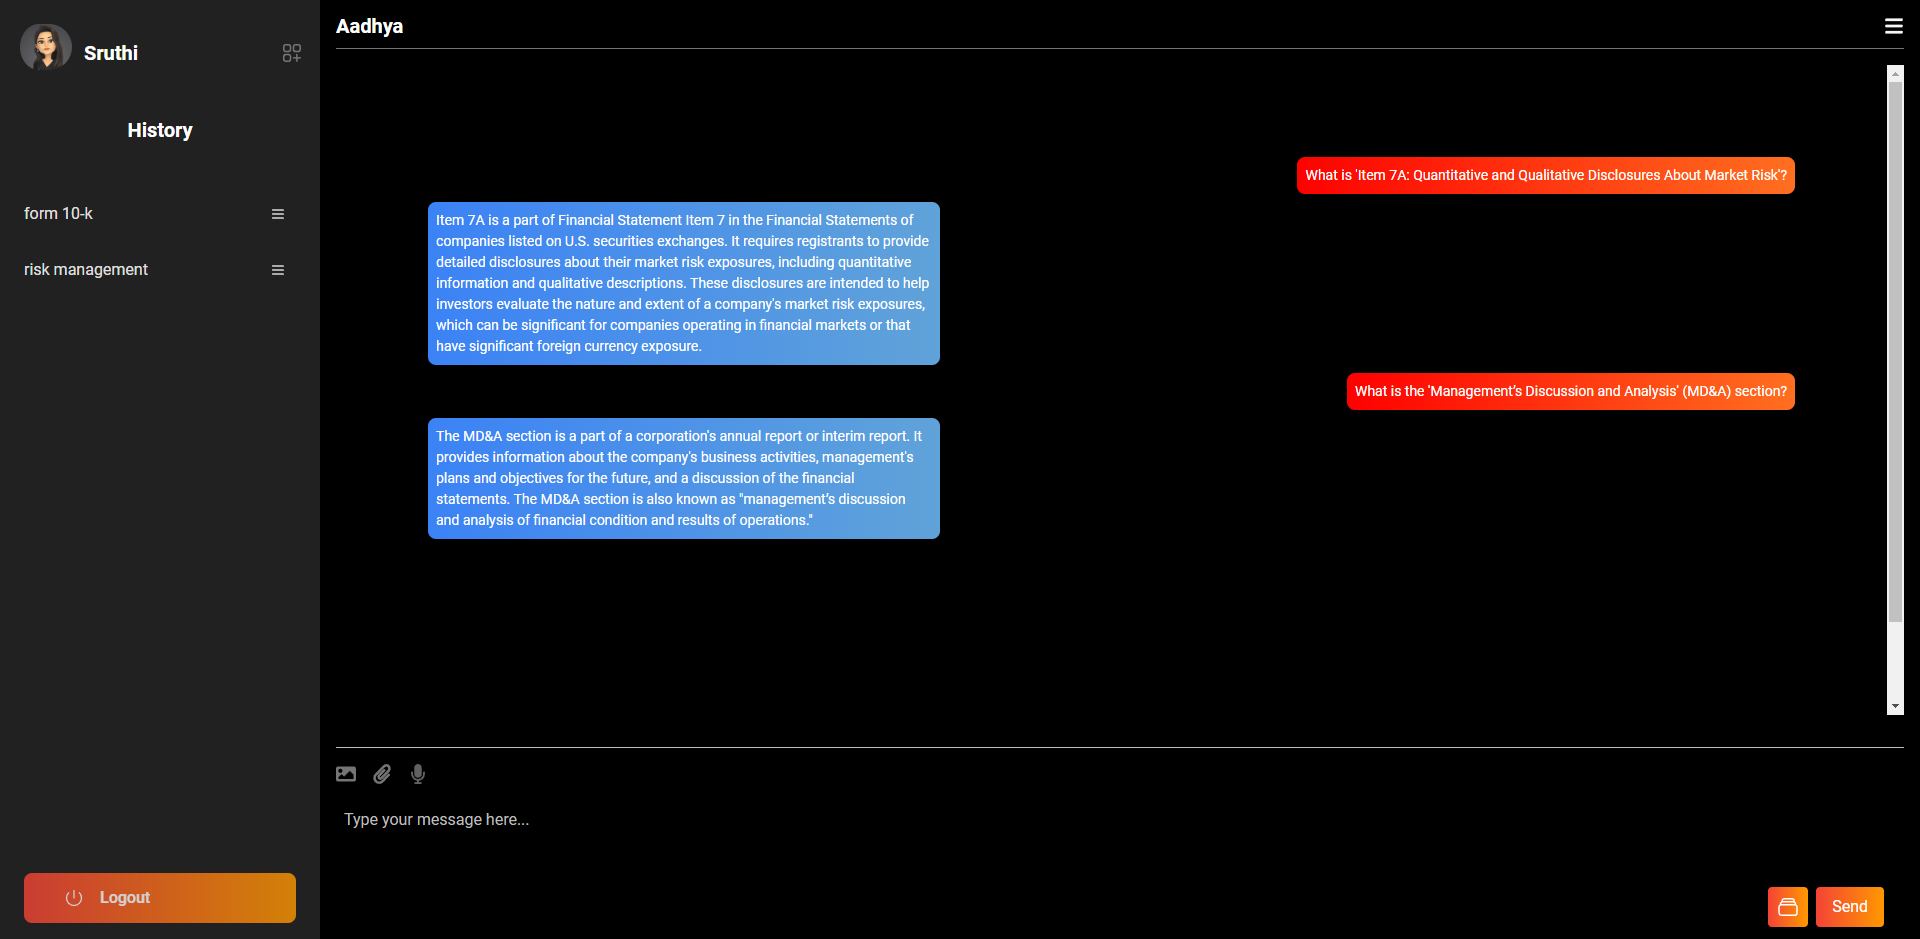 Sruthi
History
form 10-k
risk management
Logout
Aadhya
What is 'Item 7A: Quantitative and Qualitative Disclosures About Market Risk'?
Item 7A is a part of Financial Statement Item 7 in the Financial Statements of
companies listed on U.S. securities exchanges. It requires registrants to provide
detailed disclosures about their market risk exposures, including quantitative
information and qualitative descriptions. These disclosures are intended to help
investors evaluate the nature and extent of a company's market risk exposures,
which can be significant for companies operating in financial markets or that
have significant foreign currency exposure.
What is the 'Management’s Discussion and Analysis' (MD&A) section?
The MD&A section is a part of a corporation's annual report or interim report. It
provides information about the company's business activities, management's
plans and objectives for the future, and a discussion of the financial
statements. The MD&A section is also known as "management’s discussion
and analysis of financial condition and results of operations."
Type your message here...
Send